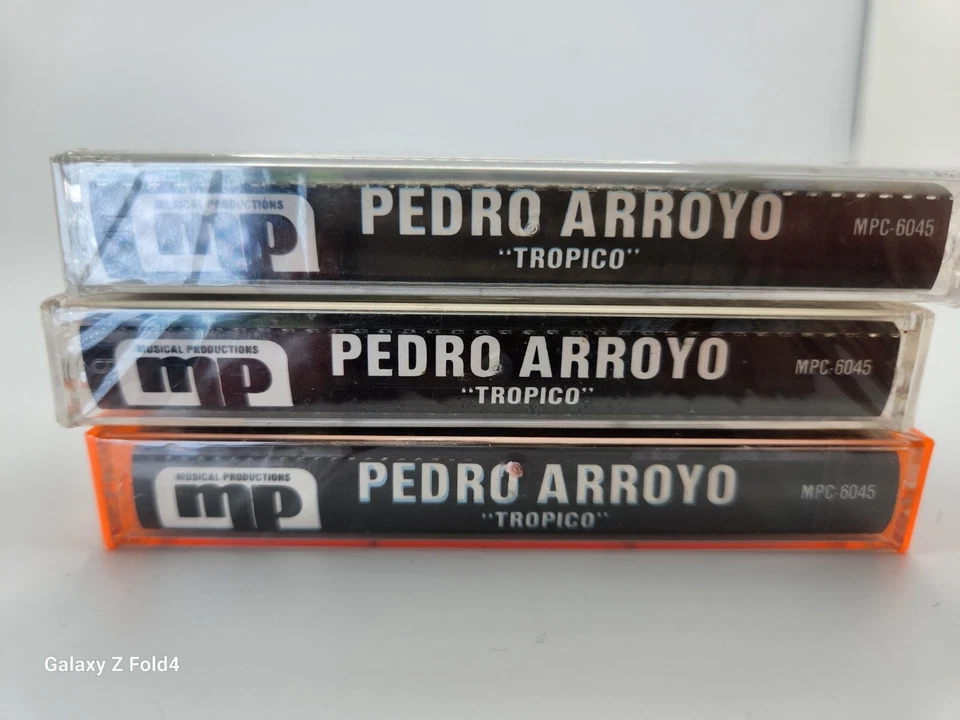 MUSICAL PRODUCTIONS
mp
PEDRO ARROYO
"TROPICO"
MPC-6045
MUSICAL PRODUCTIONS
mp
PEDRO ARROYO
"TROPICO"
MPC-6045
MUSICAL PRODUCTIONS
mp
PEDRO ARROYO
"TROPICO"
MPC-6045
Galaxy Z Fold4